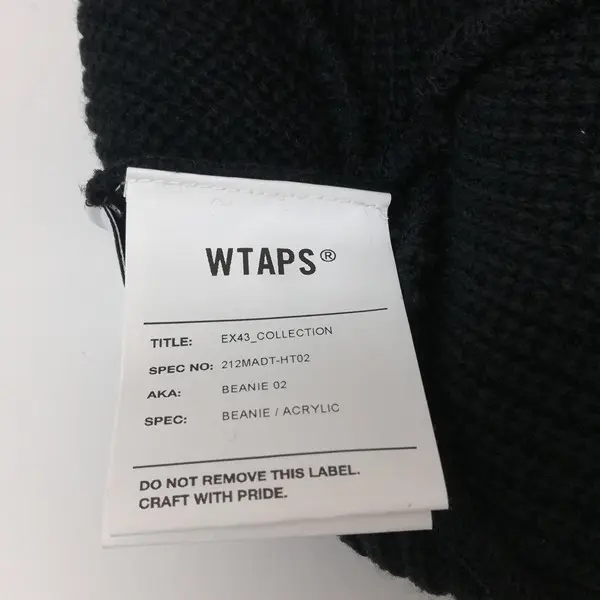 WTAPS®
TITLE: EX43_COLLECTION
SPEC NO: 212MADT-HT02
AKA: BEANIE 02
SPEC: BEANIE / ACRYLIC
DO NOT REMOVE THIS LABEL.
CRAFT WITH PRIDE.